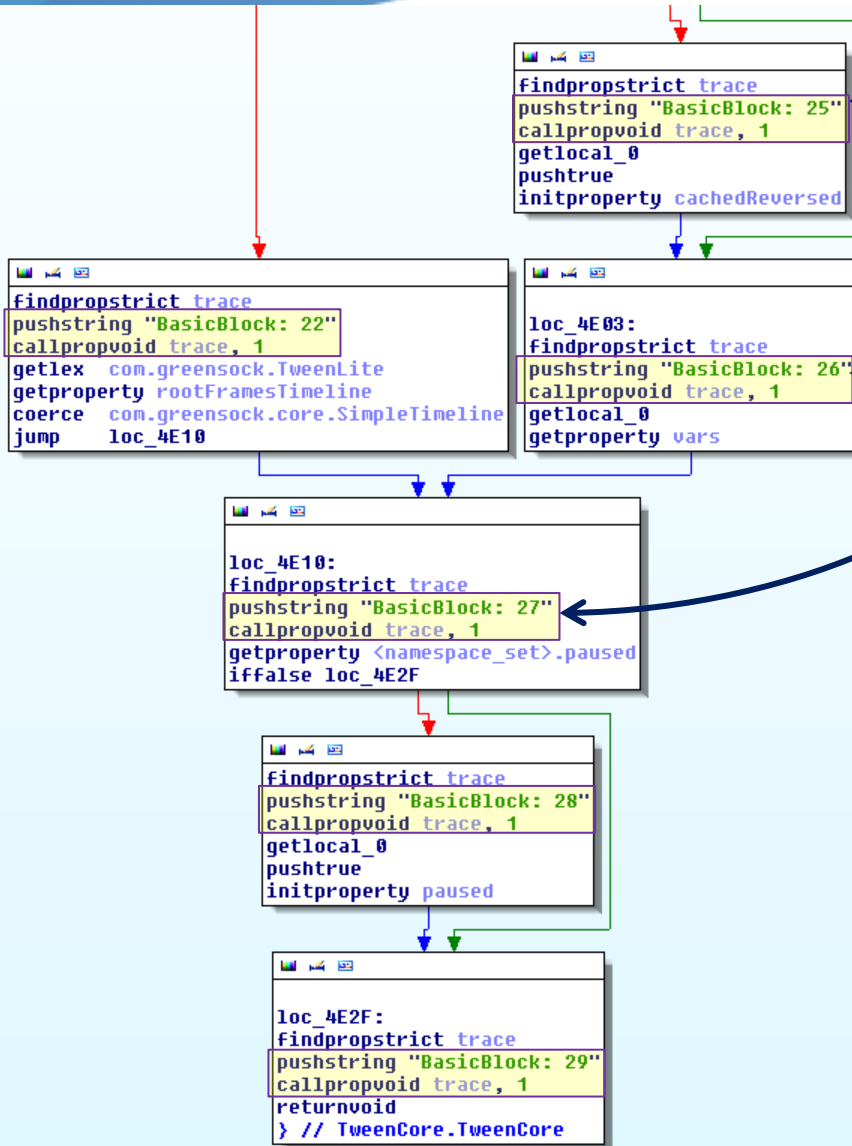 findpropstrict trace
pushstring "BasicBlock: 25"
callpropvoid trace, 1
getlocal_0
pushtrue
initproperty cachedReversed
findpropstrict trace
pushstring "BasicBlock: 22"
callpropvoid trace, 1
getlex com.greensock.TweenLite
getproperty rootFramesTimeline
coerce com.greensock.core.SimpleTimeline
jump loc_4E10
loc_4E03:
findpropstrict trace
pushstring "BasicBlock: 26"
callpropvoid trace, 1
getlocal_0
getproperty vars
loc_4E10:
findpropstrict trace
pushstring "BasicBlock: 27"
callpropvoid trace, 1
getproperty <namespace_set>.paused
iffalse loc_4E2F
findpropstrict trace
pushstring "BasicBlock: 28"
callpropvoid trace, 1
getlocal_0
pushtrue
initproperty paused
loc_4E2F:
findpropstrict trace
pushstring "BasicBlock: 29"
callpropvoid trace, 1
returnvoid
} // TweenCore.TweenCore